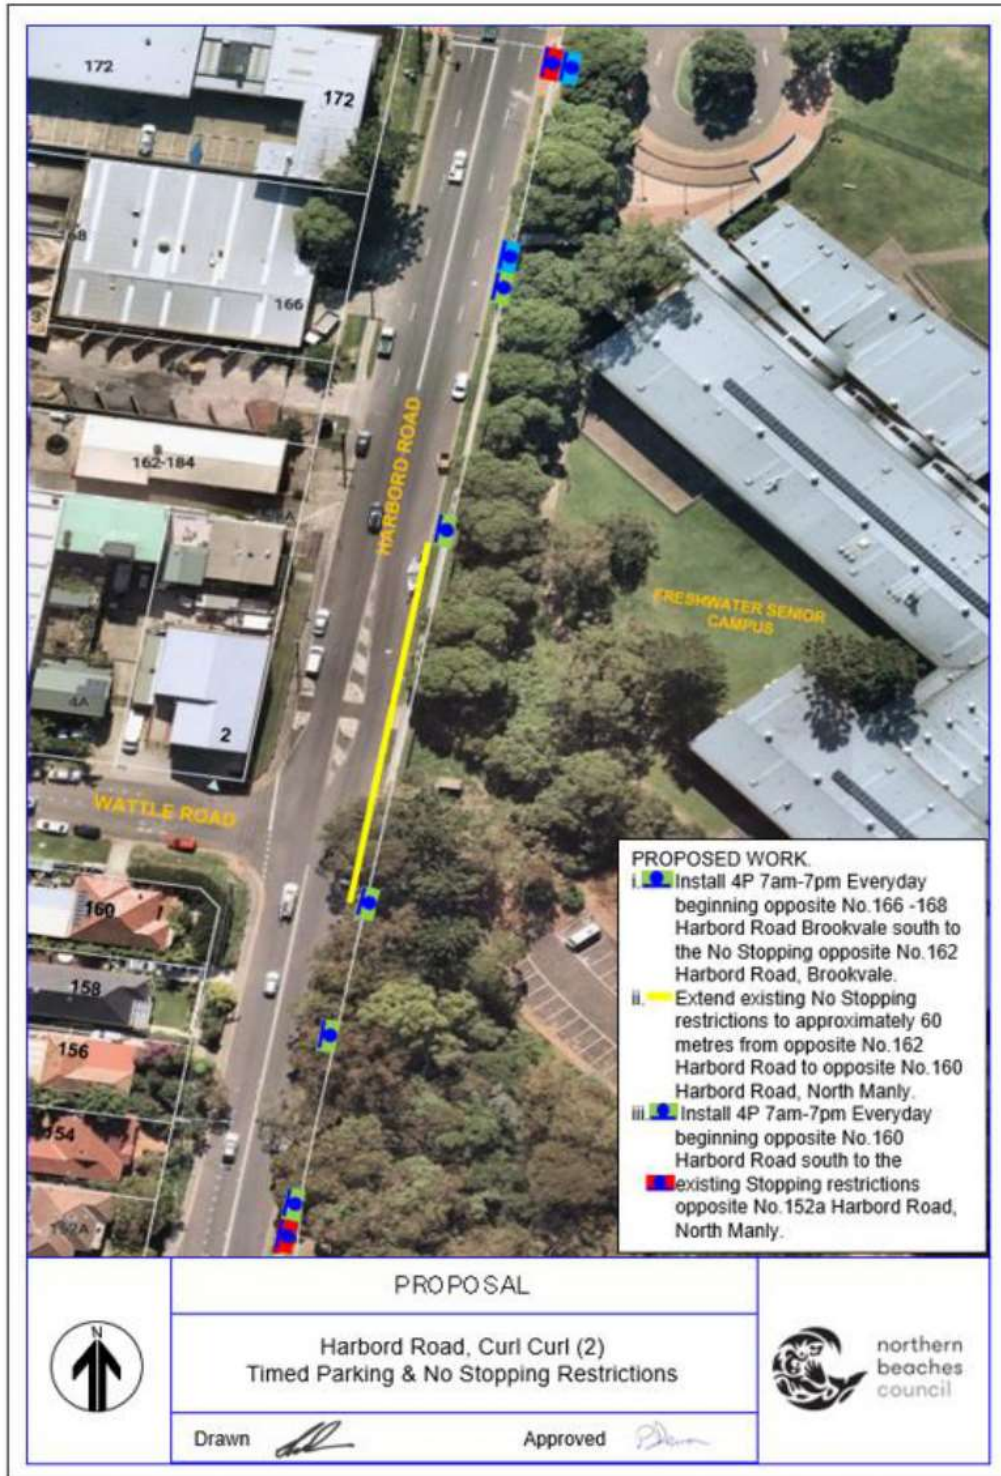 172
172
168
166
HARBORD ROAD
162-184
FRESHWATER SENIOR
CAMPUS
4A
2
WATTLE ROAD
160
158
156
154
152A
PROPOSED WORK.
i. Install 4P 7am-7pm Everyday
beginning opposite No.166 -168
Harbord Road Brookvale south to
the No Stopping opposite No.162
Harbord Road, Brookvale.
ii. Extend existing No Stopping
restrictions to approximately 60
metres from opposite No.162
Harbord Road to opposite No.160
Harbord Road, North Manly.
iii. Install 4P 7am-7pm Everyday
beginning opposite No.160
Harbord Road south to the
existing Stopping restrictions
opposite No.152a Harbord Road,
North Manly.
PROPOSAL
N
Harbord Road, Curl Curl (2)
Timed Parking & No Stopping Restrictions
northern
beaches
council
Drawn
Approved